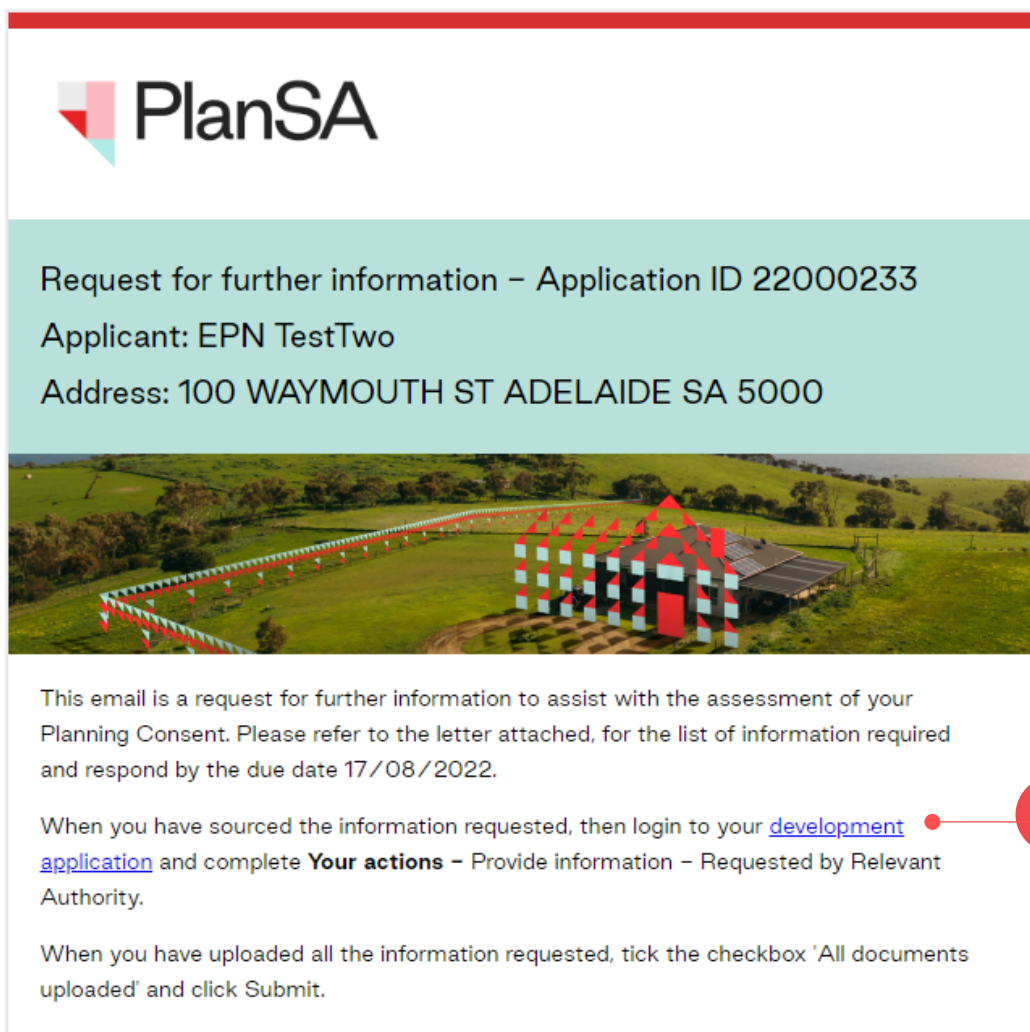 PlanSA
Request for further information – Application ID 22000233
Applicant: EPN TestTwo
Address: 100 WAYMOUTH ST ADELAIDE SA 5000
This email is a request for further information to assist with the assessment of your
Planning Consent. Please refer to the letter attached, for the list of information required
and respond by the due date 17/08/2022.
When you have sourced the information requested, then login to your development
application and complete Your actions – Provide information – Requested by Relevant
Authority.
When you have uploaded all the information requested, tick the checkbox 'All documents
uploaded' and click Submit.